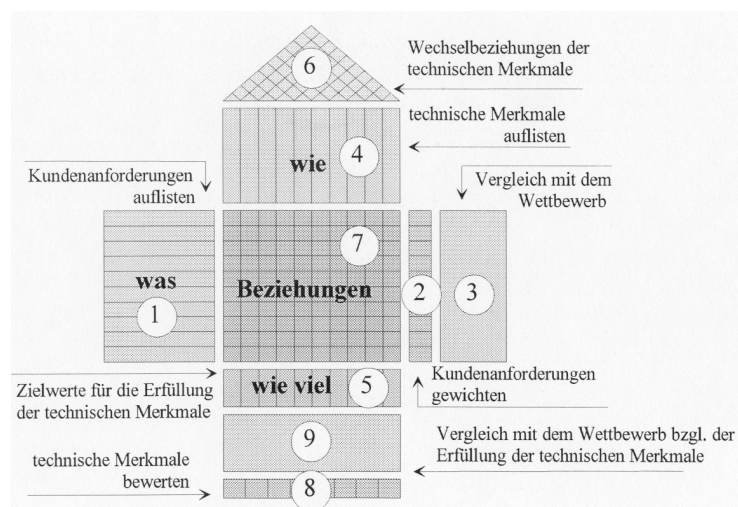 6
Wechselbeziehungen der
technischen Merkmale
technische Merkmale
auflisten
wie
4
Kundenanforderungen
auflisten
Vergleich mit dem
Wettbewerb
7
was
1
Beziehungen
2
3
Zielwerte für die Erfüllung
der technischen Merkmale
wie viel
5
Kundenanforderungen
gewichten
9
Vergleich mit dem Wettbewerb bzgl. der
Erfüllung der technischen Merkmale
technische Merkmale
bewerten
8